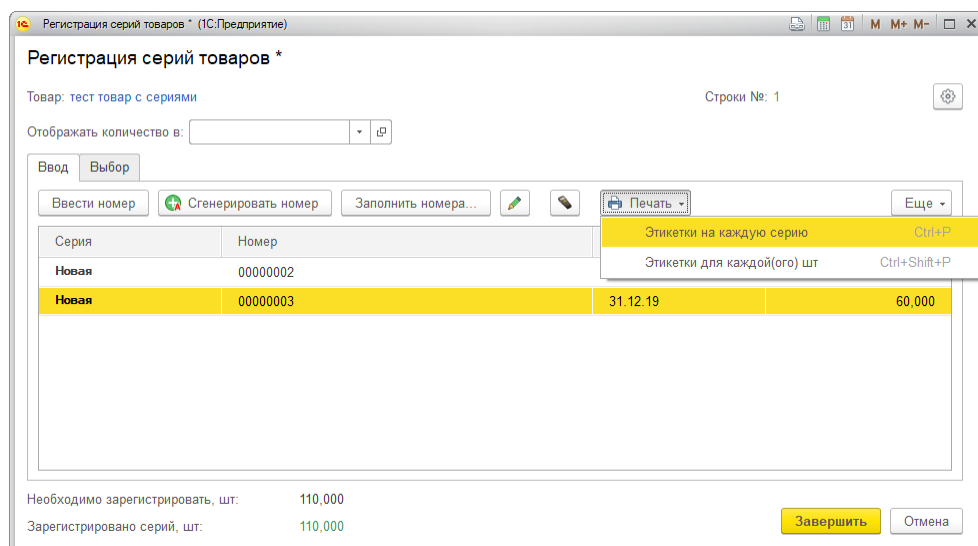 Регистрация серий товаров * (1С:Предприятие) 31 M M+ M-
Регистрация серий товаров *
Товар: тест товар с сериями Строки №: 1
Отображать количество в:
Ввод Выбор
Ввести номер Сгенерировать номер Заполнить номера... Печать Еще
Этикетки на каждую серию Ctrl+P
Этикетки для каждой(ого) шт Ctrl+Shift+P
Серия Номер
Новая 00000002
Новая 00000003 31.12.19 60,000
Необходимо зарегистрировать, шт: 110,000
Зарегистрировано серий, шт: 110,000
Завершить Отмена